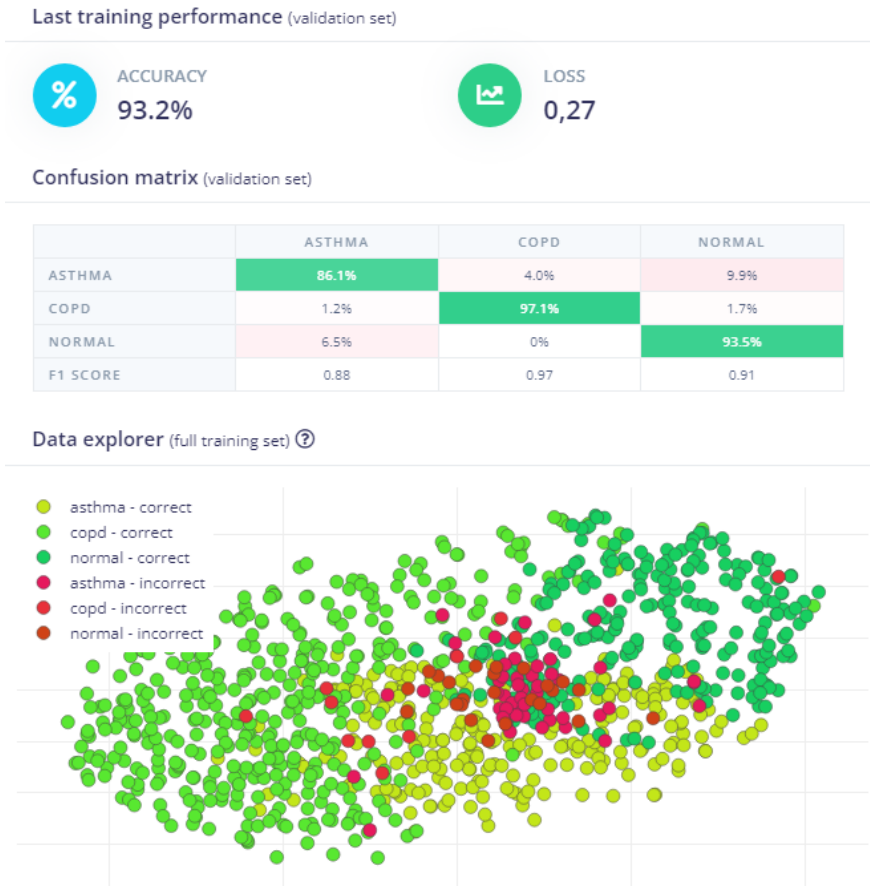 Last training performance (validation set)
% ACCURACY
93.2%
LOSS
0,27
Confusion matrix (validation set)
ASTHMA COPD NORMAL
ASTHMA 86.1% 4.0% 9.9%
COPD 1.2% 97.1% 1.7%
NORMAL 6.5% 0% 93.5%
F1 SCORE 0.88 0.97 0.91
Data explorer (full training set) ?
asthma - correct
copd - correct
normal - correct
asthma - incorrect
copd - incorrect
normal - incorrect